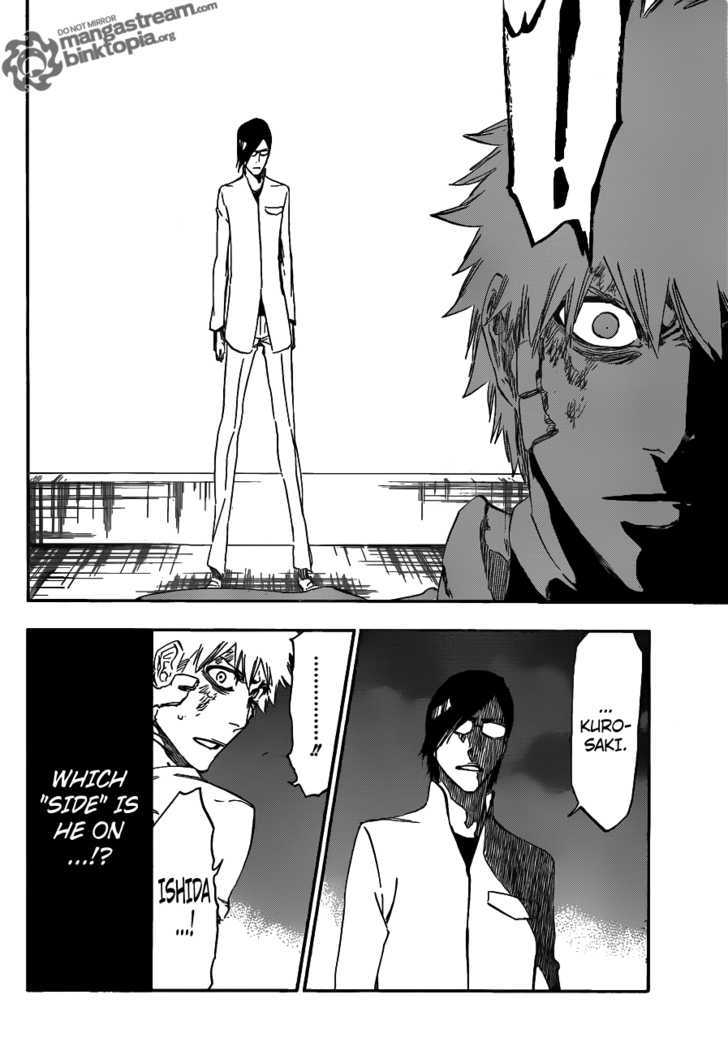 DO NOT MIRROR
mangastream.com
binktopia.org
!
...
KURO-
SAKI.
.........
!!
ISHIDA
...!
WHICH
"SIDE" IS
HE ON
...!?